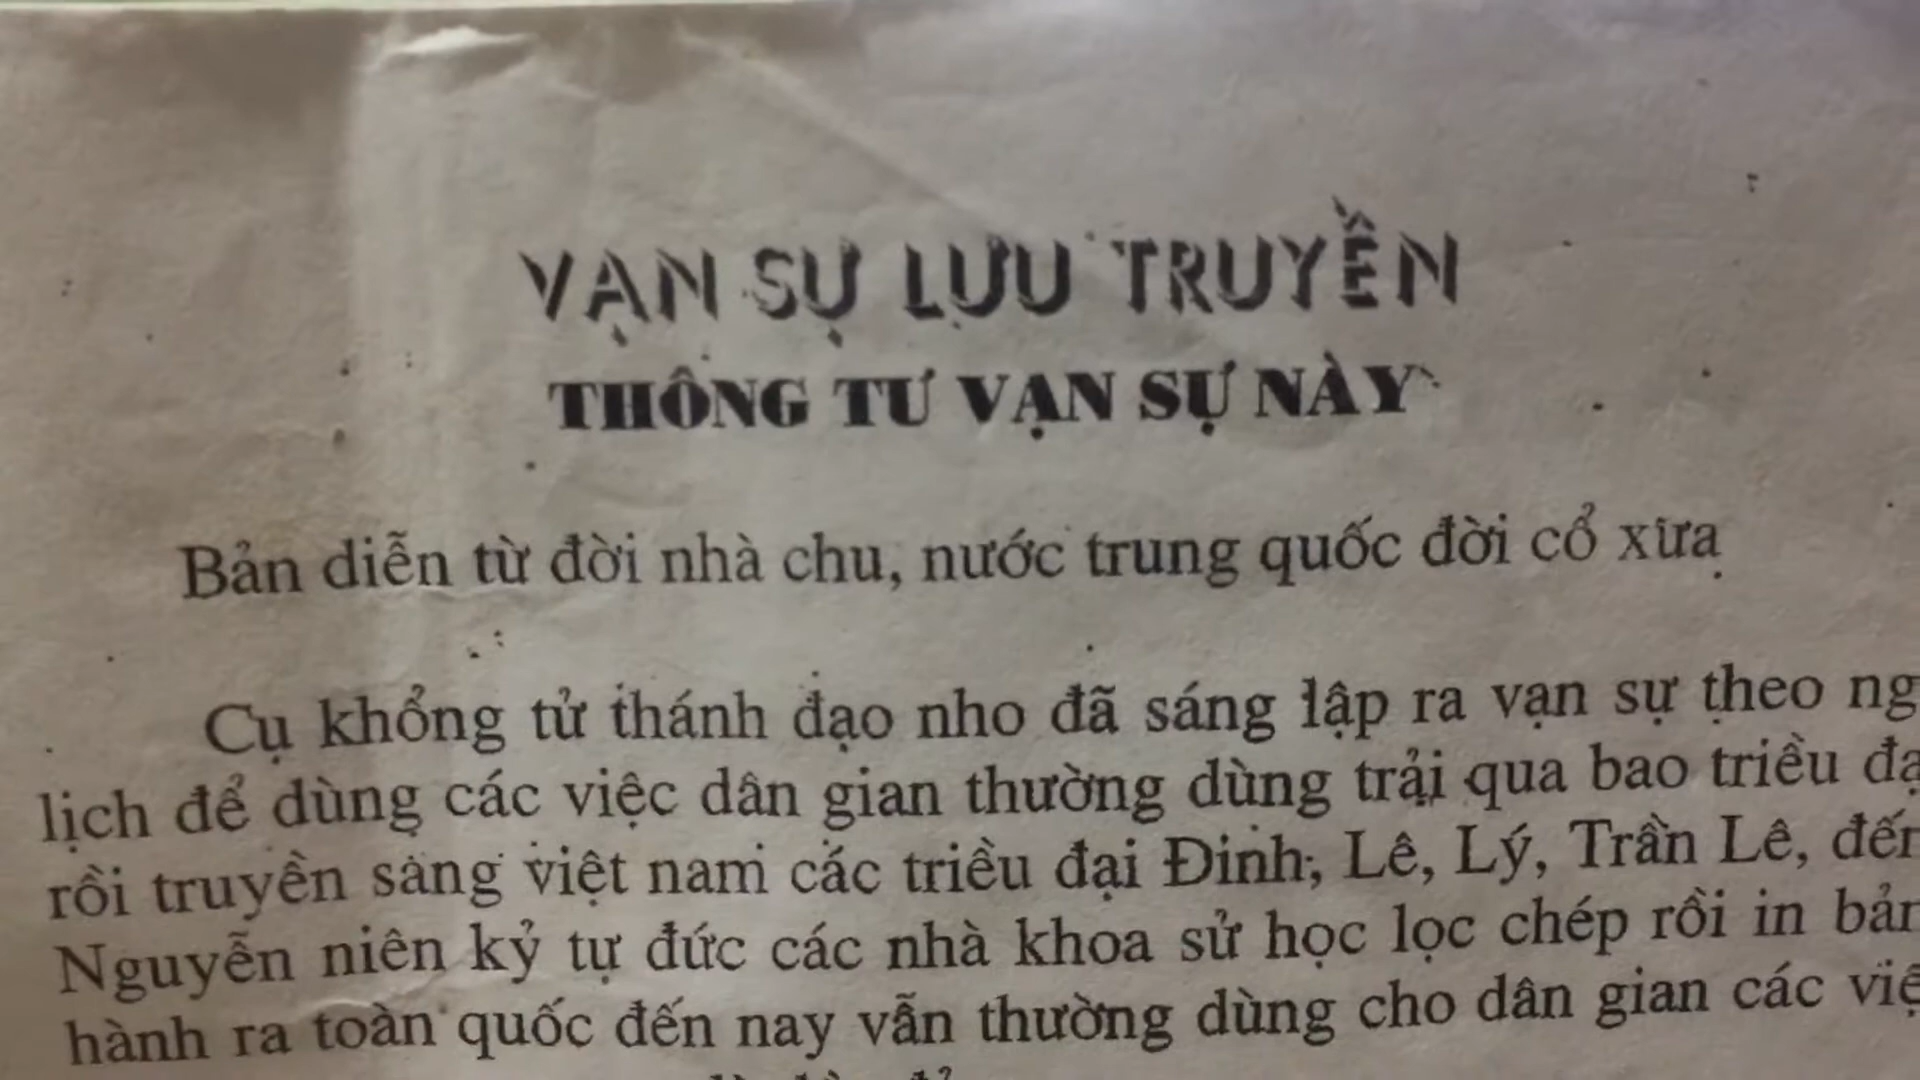 VẠN SỰ LƯU TRUYỀN
THÔNG TƯ VẠN SỰ NÀY
Bản diễn từ đời nhà chu, nước trung quốc đời cổ xưa
Cụ khổng tử thánh đạo nho đã sáng lập ra vạn sự theo
lịch để dùng các việc dân gian thường dùng trải qua bao triều
rồi truyền sang việt nam các triều đại Đinh, Lê, Lý, Trần Lê,
Nguyễn niên kỷ tự đức các nhà khoa sử học lọc chép rồi in
hành ra toàn quốc đến nay vẫn thường dùng cho dân gian các